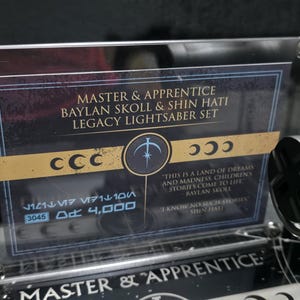 MASTER & APPRENTICE
BAYLAN SKOLL & SHIN HATI
LEGACY LIGHTSABER SET
"THIS IS A LAND OF DREAMS
AND MADNESS. CHILDREN'S
STORIES COME TO LIFE."
BAYLAN SKOLL
"I KNOW NO SUCH STORIES."
SHIN HATI
3045
4,000
MASTER & APPRENTICE: